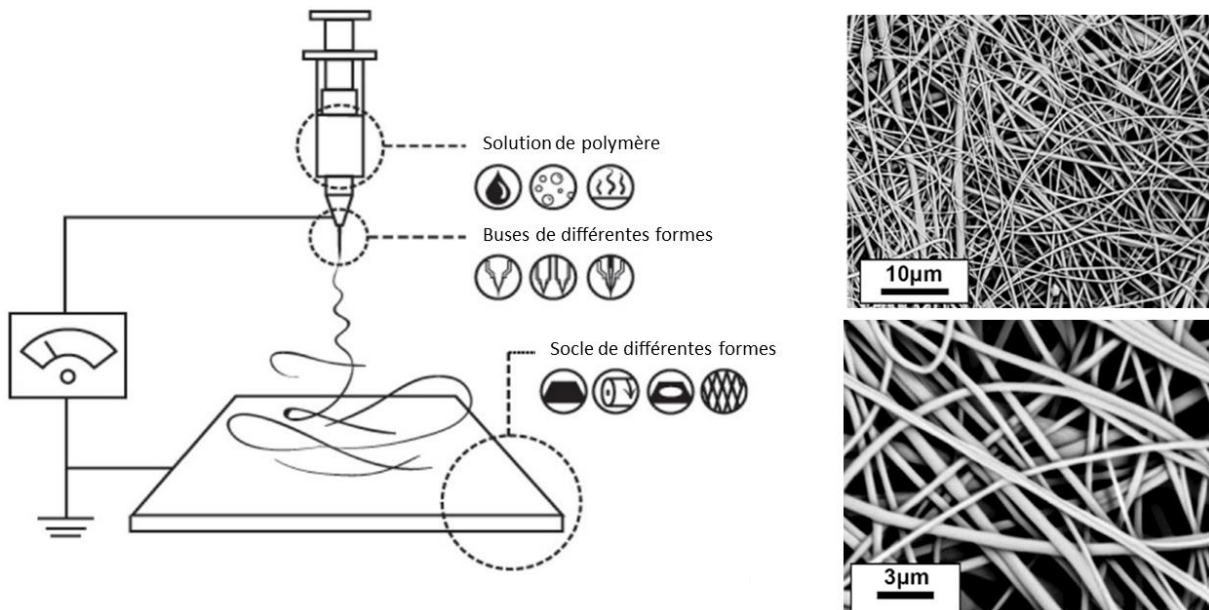 Solution de polymère
Buses de différentes formes
Socle de différentes formes
10µm
3µm